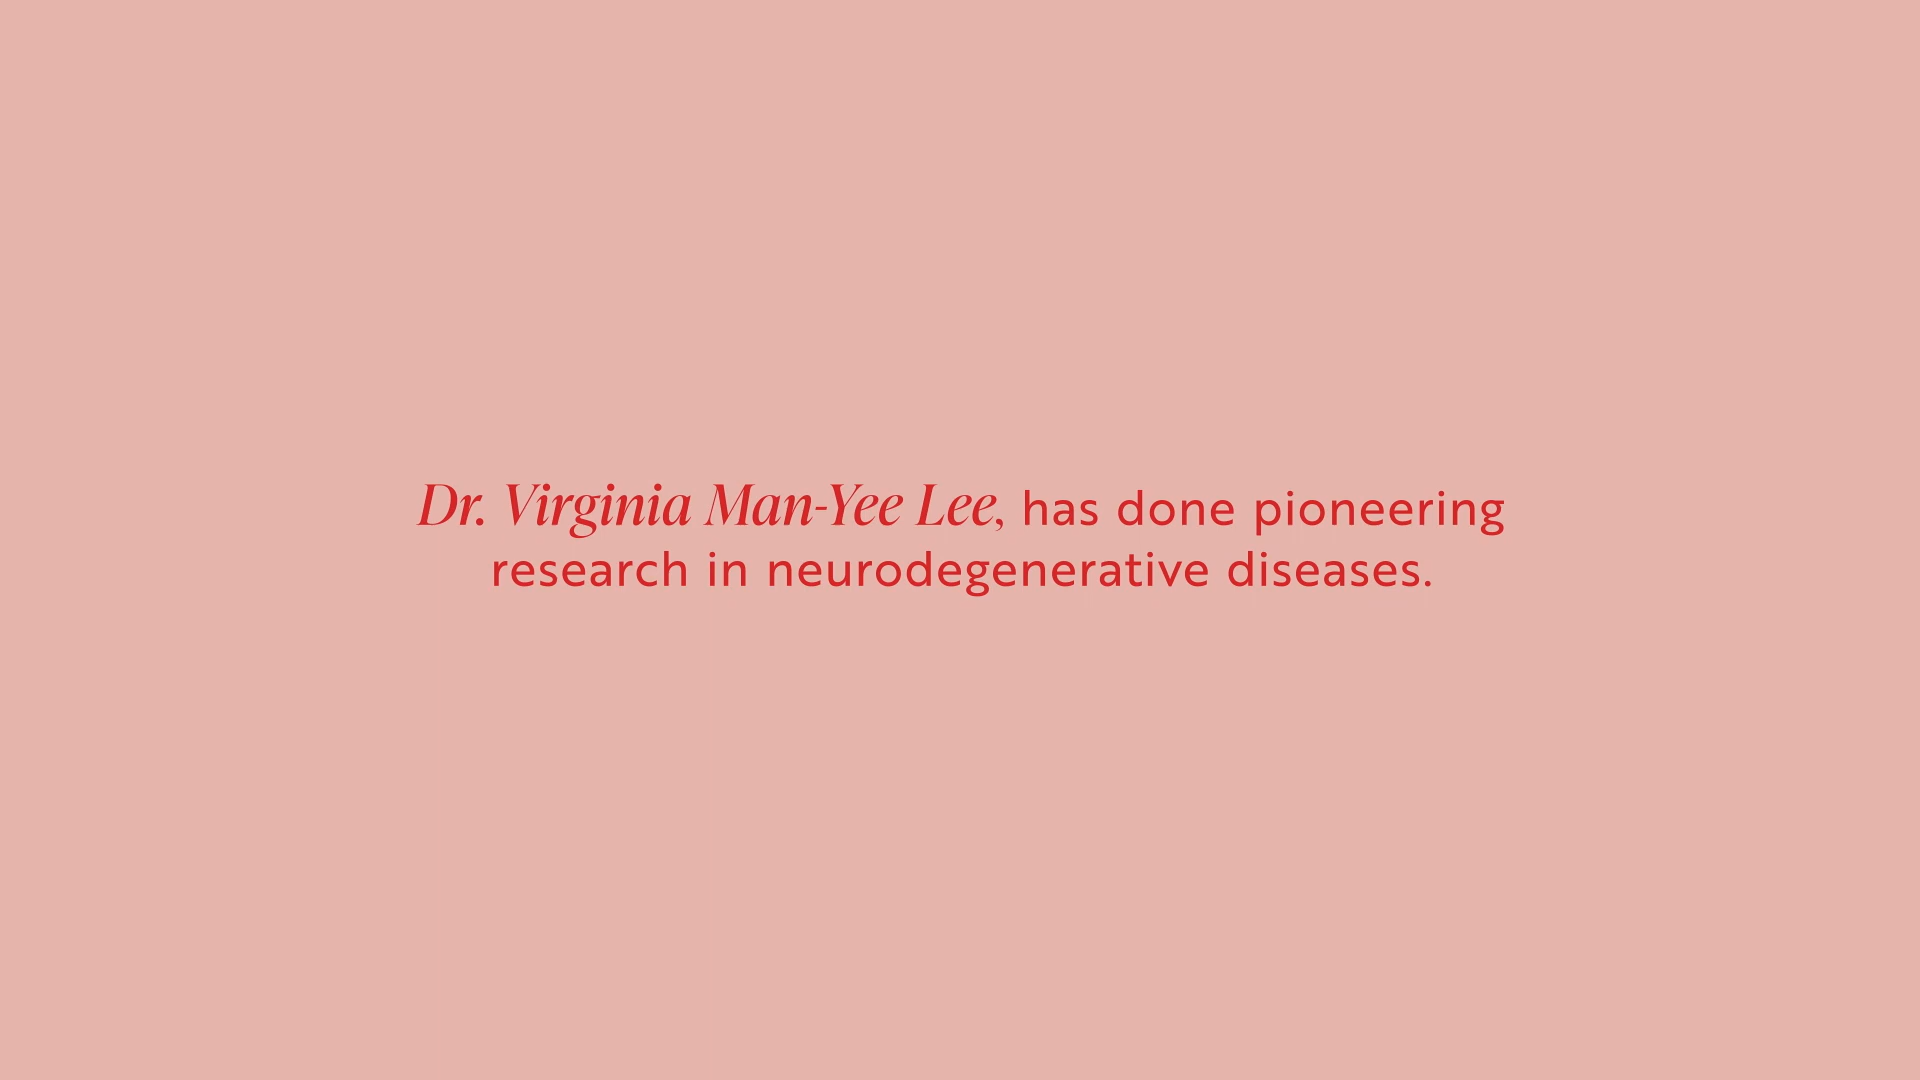 Dr. Virginia Man-Yee Lee, has done pioneering
research in neurodegenerative diseases.